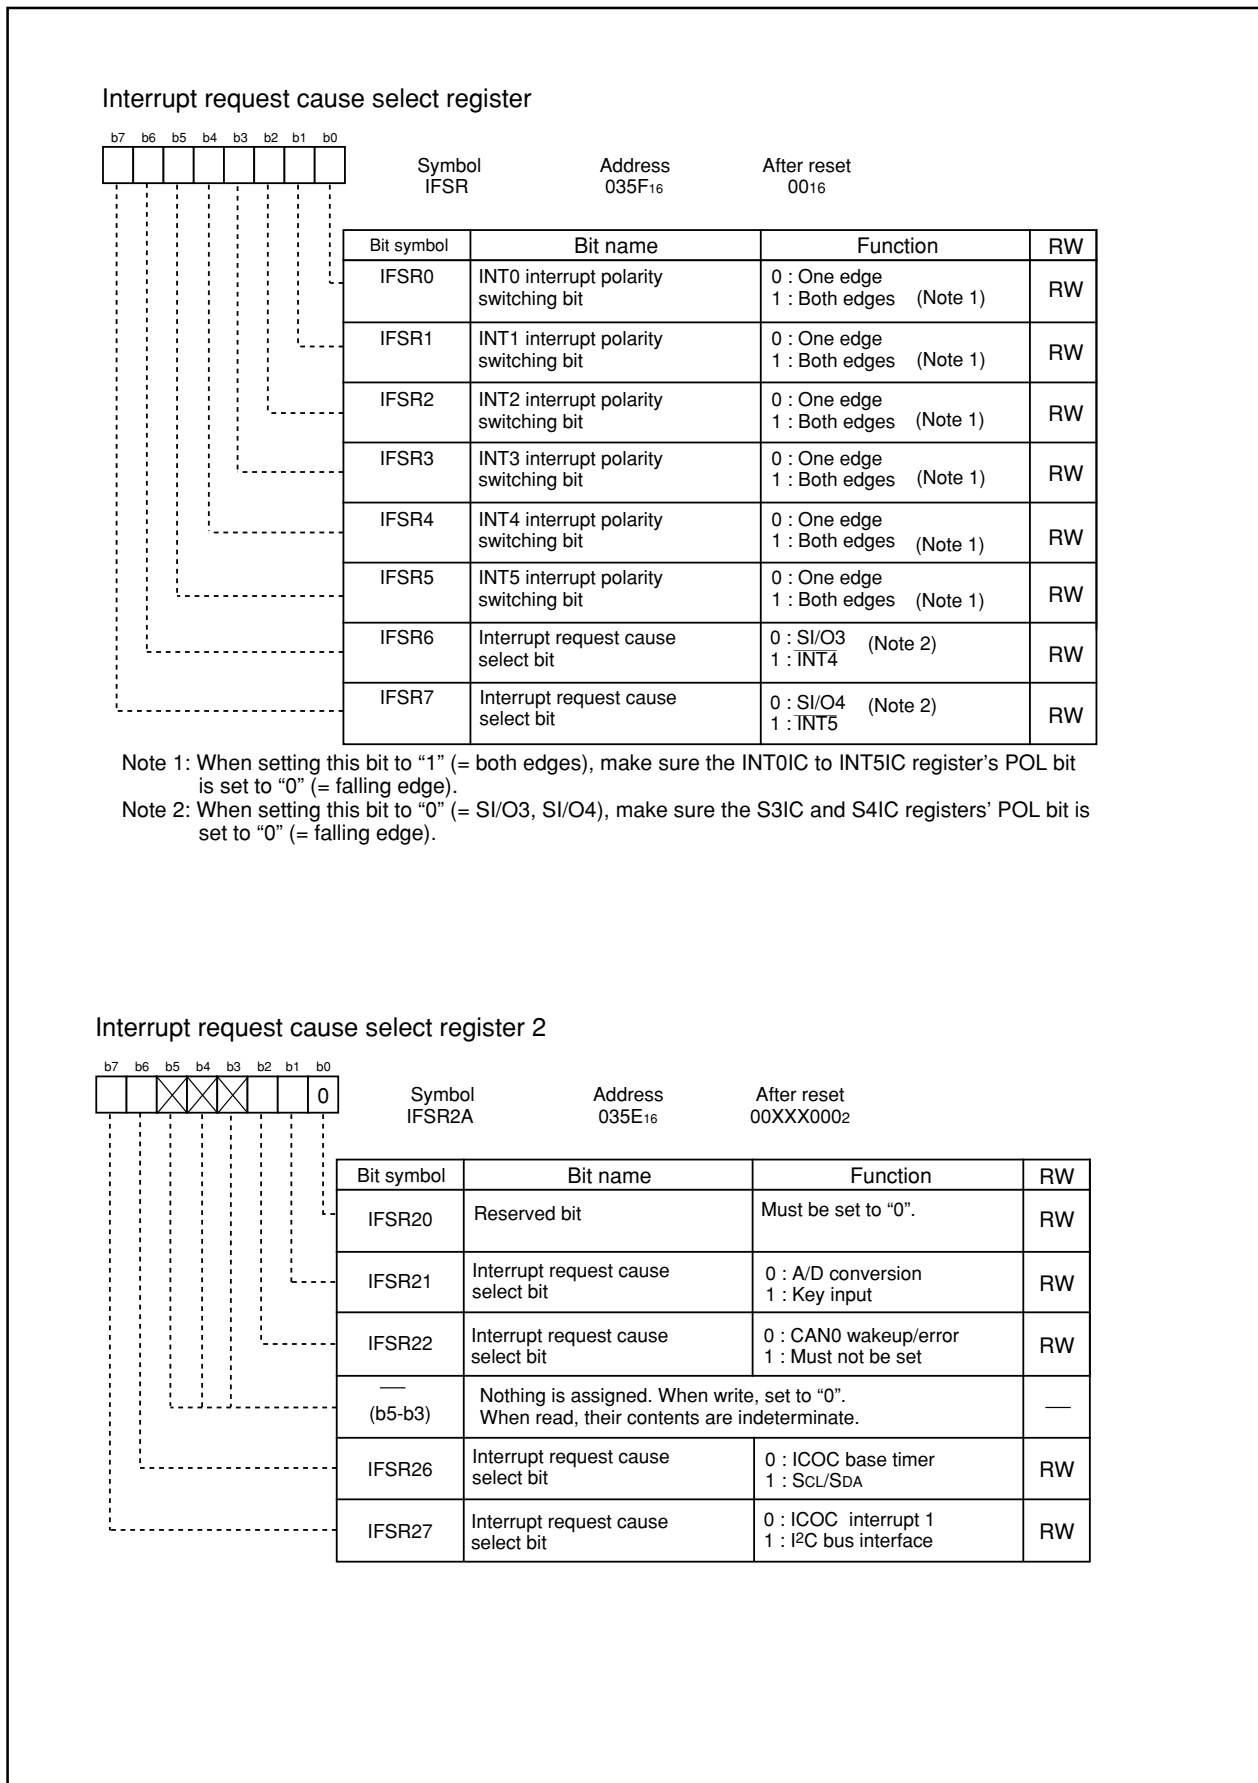 Interrupt request cause select register
b7 b6 b5 b4 b3 b2 b1 b0
Symbol Address After reset
IFSR 035F16 0016
Bit symbol Bit name Function RW
IFSR0 INT0 interrupt polarity switching bit 0 : One edge
1 : Both edges (Note 1) RW
IFSR1 INT1 interrupt polarity switching bit 0 : One edge
1 : Both edges (Note 1) RW
IFSR2 INT2 interrupt polarity switching bit 0 : One edge
1 : Both edges (Note 1) RW
IFSR3 INT3 interrupt polarity switching bit 0 : One edge
1 : Both edges (Note 1) RW
IFSR4 INT4 interrupt polarity switching bit 0 : One edge
1 : Both edges (Note 1) RW
IFSR5 INT5 interrupt polarity switching bit 0 : One edge
1 : Both edges (Note 1) RW
IFSR6 Interrupt request cause select bit 0 : SI/O3 (Note 2)
1 : INT4 RW
IFSR7 Interrupt request cause select bit 0 : SI/O4 (Note 2)
1 : INT5 RW
Note 1: When setting this bit to “1” (= both edges), make sure the INT0IC to INT5IC register’s POL bit
is set to “0” (= falling edge).
Note 2: When setting this bit to “0” (= SI/O3, SI/O4), make sure the S3IC and S4IC registers’ POL bit is
set to “0” (= falling edge).
Interrupt request cause select register 2
b7 b6 b5 b4 b3 b2 b1 b0
0
Symbol Address After reset
IFSR2A 035E16 00XXX0002
Bit symbol Bit name Function RW
IFSR20 Reserved bit Must be set to “0”. RW
IFSR21 Interrupt request cause select bit 0 : A/D conversion
1 : Key input RW
IFSR22 Interrupt request cause select bit 0 : CAN0 wakeup/error
1 : Must not be set RW
— (b5-b3) Nothing is assigned. When write, set to “0”.
When read, their contents are indeterminate. —
IFSR26 Interrupt request cause select bit 0 : ICOC base timer
1 : SCL/SDA RW
IFSR27 Interrupt request cause select bit 0 : ICOC interrupt 1
1 : I2C bus interface RW